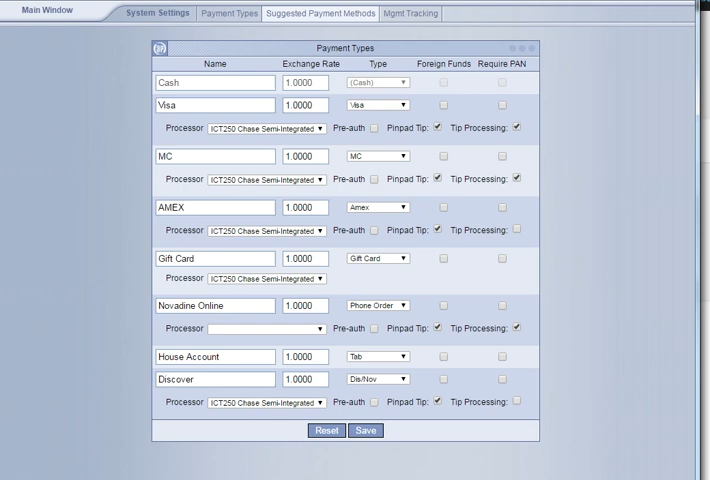 Main Window
System Settings Payment Types Suggested Payment Methods Mgmt Tracking
Payment Types
Name Exchange Rate Type Foreign Funds Require PAN
Cash 1.0000 (Cash)
Visa 1.0000 Visa
Processor ICT250 Chase Semi-Integrated Pre-auth Pinpad Tip: Tip Processing:
MC 1.0000 MC
Processor ICT250 Chase Semi-Integrated Pre-auth Pinpad Tip: Tip Processing:
AMEX 1.0000 Amex
Processor ICT250 Chase Semi-Integrated Pre-auth Pinpad Tip: Tip Processing:
Gift Card 1.0000 Gift Card
Processor ICT250 Chase Semi-Integrated
Novadine Online 1.0000 Phone Order
Processor Pre-auth Pinpad Tip: Tip Processing:
House Account 1.0000 Tab
Discover 1.0000 Dis/Nov
Processor ICT250 Chase Semi-Integrated Pre-auth Pinpad Tip: Tip Processing:
Reset Save